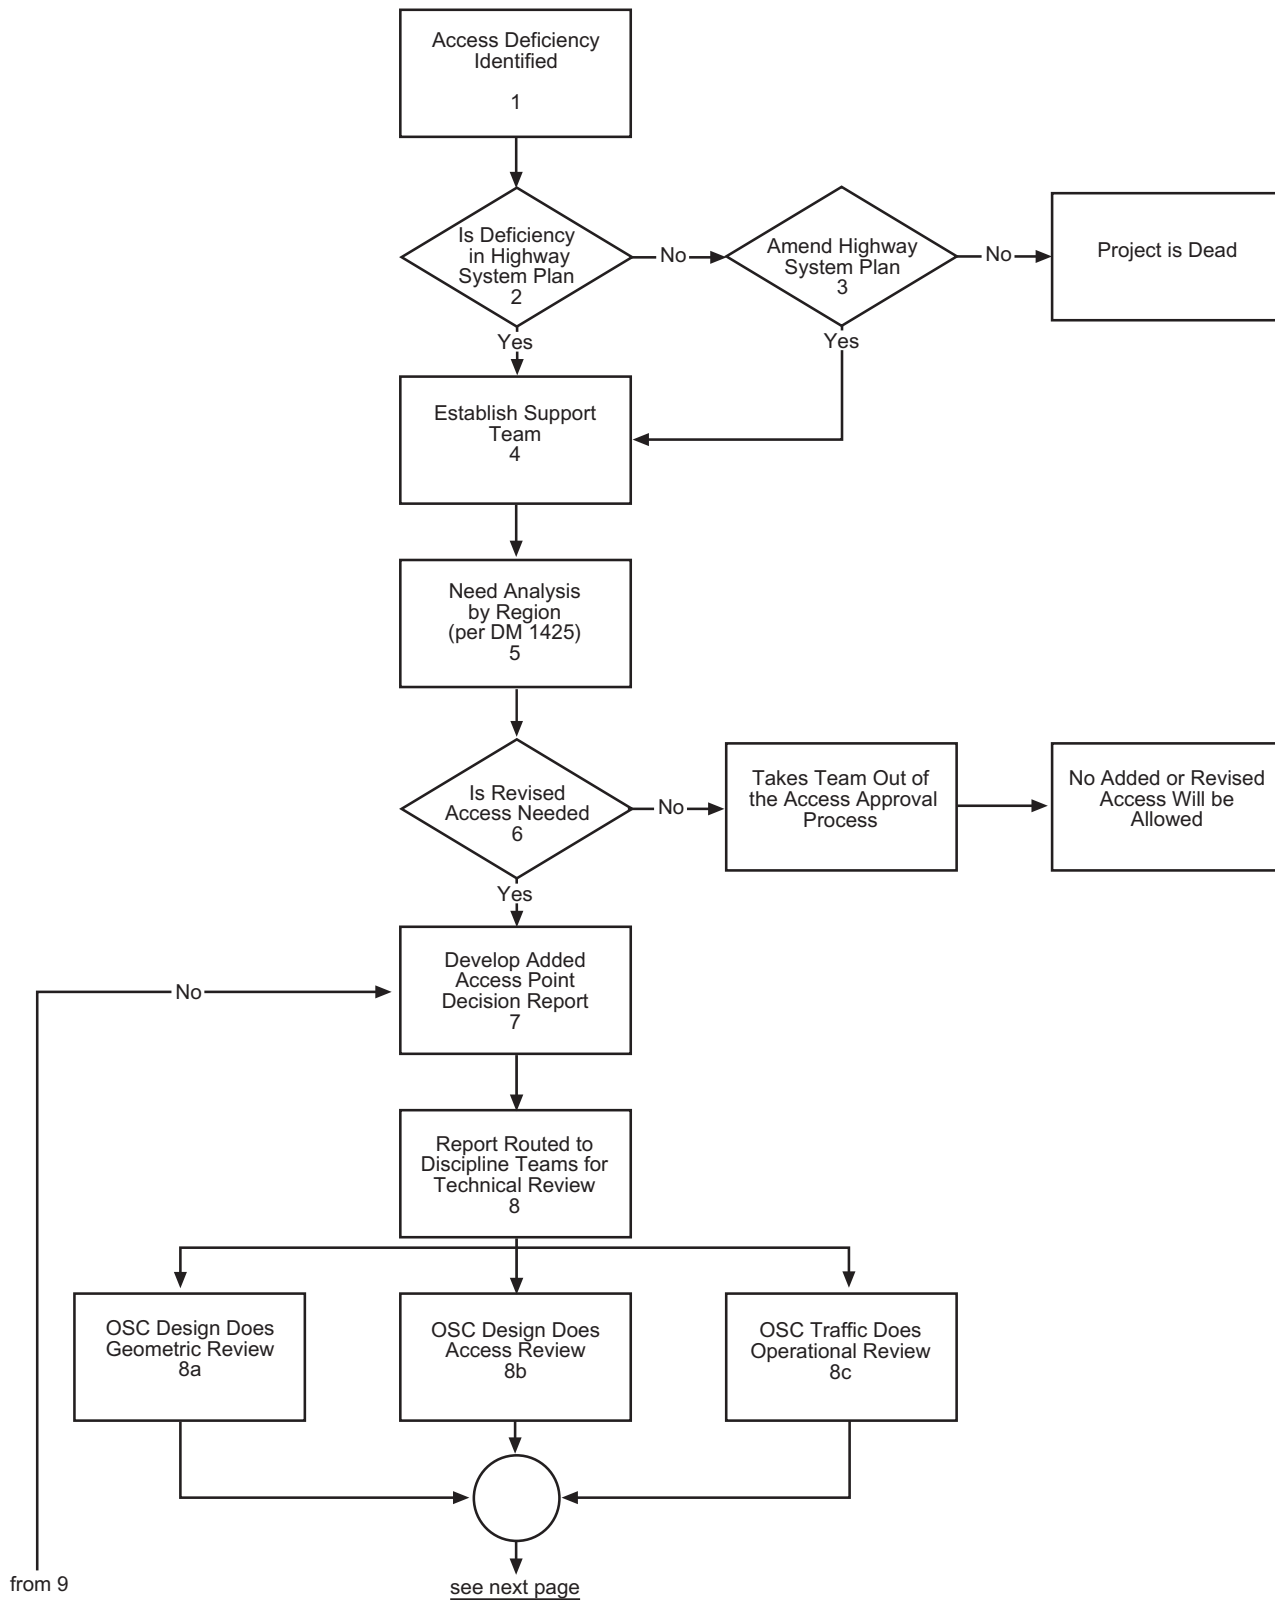 Access Deficiency
Identified
1
Is Deficiency
in Highway
System Plan
2
No
Amend Highway
System Plan
3
No
Project is Dead
Yes
Yes
Establish Support
Team
4
Need Analysis
by Region
(per DM 1425)
5
Is Revised
Access Needed
6
No
Takes Team Out of
the Access Approval
Process
No Added or Revised
Access Will be
Allowed
Yes
Develop Added
Access Point
Decision Report
7
No
Report Routed to
Discipline Teams for
Technical Review
8
OSC Design Does
Geometric Review
8a
OSC Design Does
Access Review
8b
OSC Traffic Does
Operational Review
8c
from 9
see next page